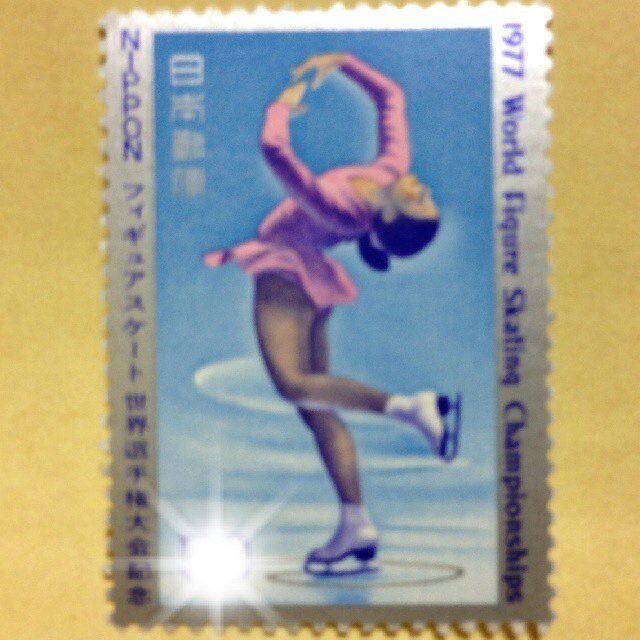 日本郵便
NIPPON フィギュアスケート世界選手権大会記念
1977 World Figure Skating Championships